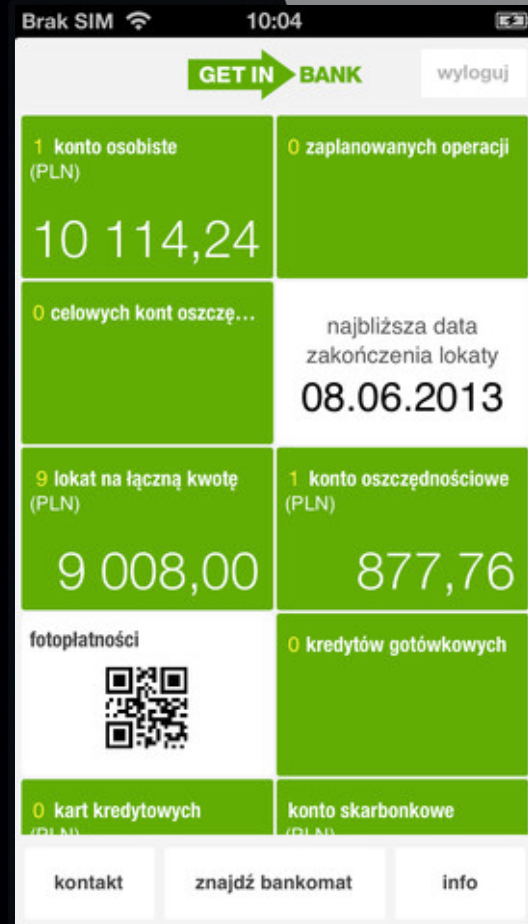 Brak SIM 10:04
GET IN BANK
wyloguj
1 konto osobiste
(PLN)
10 114,24
0 zaplanowanych operacji
0 celowych kont oszczę...
najbliższa data
zakończenia lokaty
08.06.2013
9 lokat na łączną kwotę
(PLN)
9 008,00
1 konto oszczędnościowe
(PLN)
877,76
fotopłatności
0 kredytów gotówkowych
0 kart kredytowych
(PLN)
konto skarbonkowe
(PLN)
kontakt
znajdź bankomat
info